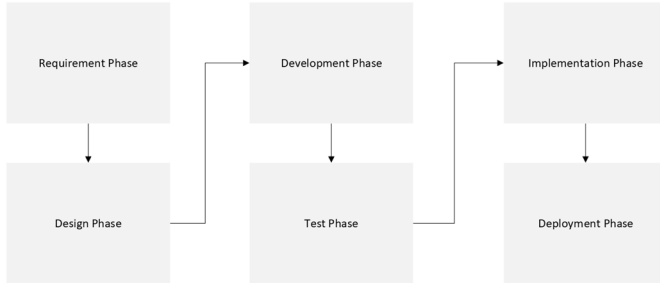 Requirement Phase
Design Phase
Development Phase
Test Phase
Implementation Phase
Deployment Phase